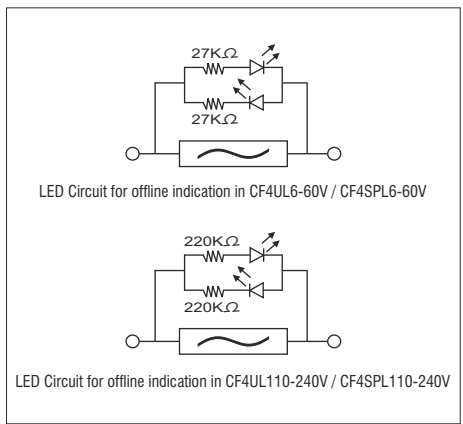 27KΩ
27KΩ
LED Circuit for offline indication in CF4UL6-60V / CF4SPL6-60V
220KΩ
220KΩ
LED Circuit for offline indication in CF4UL110-240V / CF4SPL110-240V